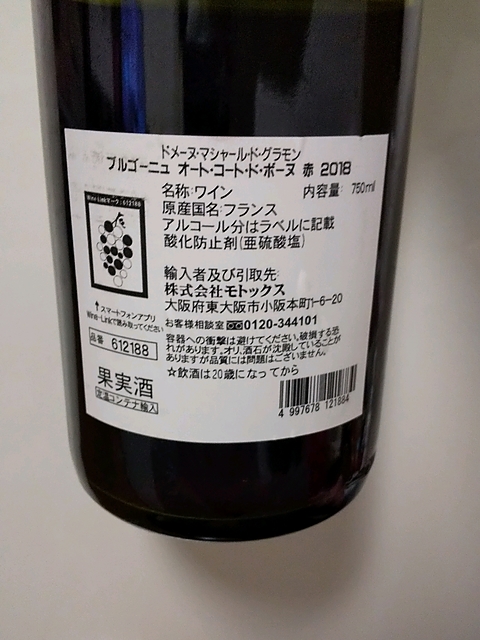 ドメーヌ・マシャール・ド・グラモン
ブルゴーニュ オート・コート・ド・ボーヌ 赤 2018
Wine-Linkマーク:612188
名称:ワイン 内容量: 750ml
原産国名:フランス
アルコール分はラベルに記載
酸化防止剤(亜硫酸塩)
輸入者及び引取先:
株式会社モトックス
大阪府東大阪市小阪本町1-6-20
お客様相談室 0120-344101
↑スマートフォンアプリ
Wine-Linkで読み取ってください
容器への衝撃は避けてください。破損する恐
れがあります。オリ、酒石が沈殿していることが
ありますが品質には問題はございません。
品番 612188
☆飲酒は20歳になってから
果実酒
定温コンテナ輸入
4 997678 121884